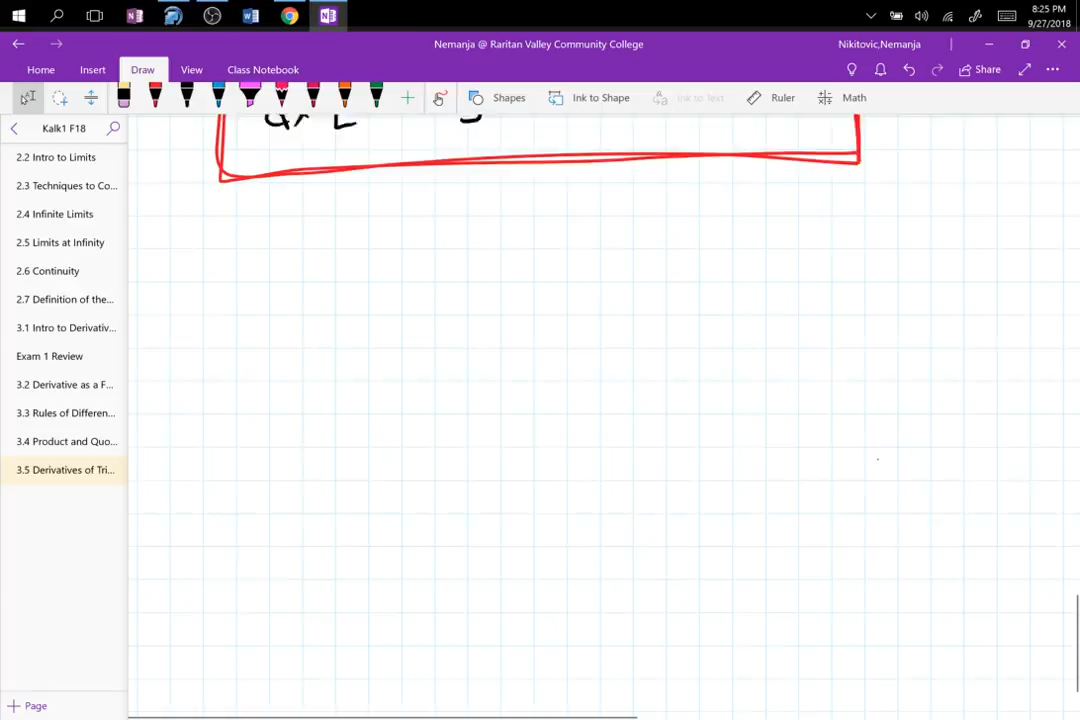 8:25 PM
9/27/2018
Nemanja @ Raritan Valley Community College
Nikitovic,Nemanja
Home Insert Draw View Class Notebook
Share
Shapes Ink to Shape Ink to Text Ruler Math
Kalk1 F18
2.2 Intro to Limits
2.3 Techniques to Co...
2.4 Infinite Limits
2.5 Limits at Infinity
2.6 Continuity
2.7 Definition of the...
3.1 Intro to Derivativ...
Exam 1 Review
3.2 Derivative as a F...
3.3 Rules of Differen...
3.4 Product and Quo...
3.5 Derivatives of Tri...
Page